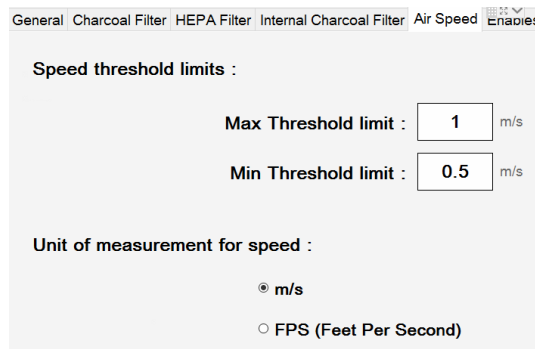 General Charcoal Filter HEPA Filter Internal Charcoal Filter Air Speed Enables
Speed threshold limits :
Max Threshold limit : 1 m/s
Min Threshold limit : 0.5 m/s
Unit of measurement for speed :
m/s
FPS (Feet Per Second)